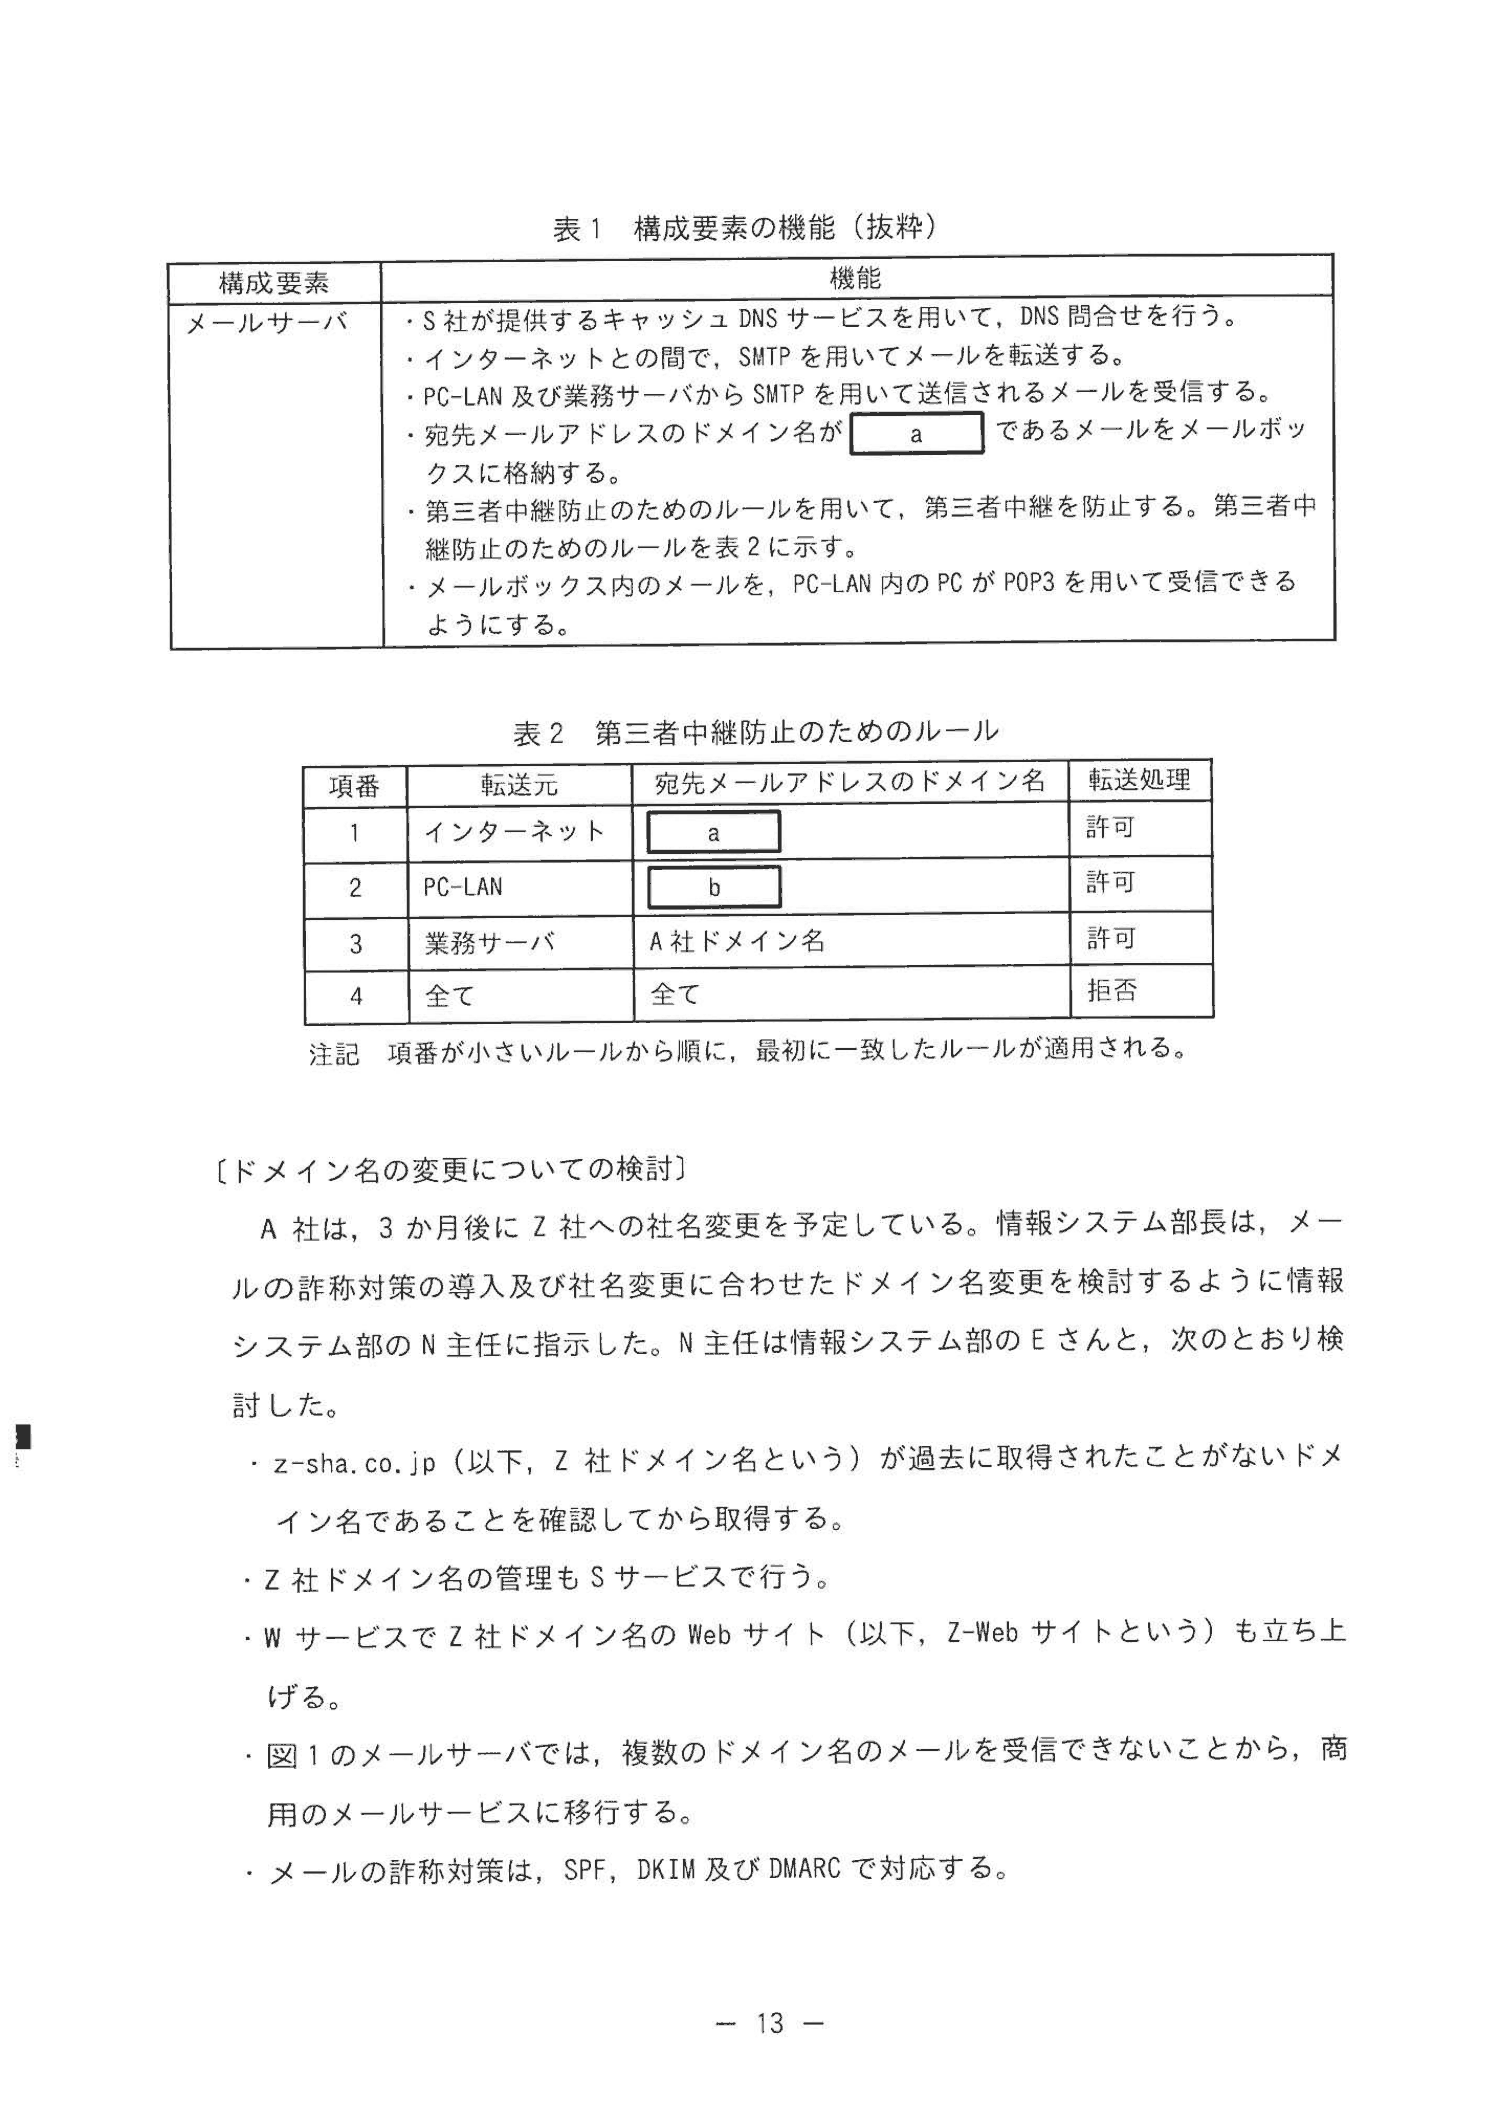 表1 構成要素の機能（抜粋）
構成要素 機能
メールサーバ ・S社が提供するキャッシュDNSサービスを用いて，DNS問合せを行う。
・インターネットとの間で，SMTPを用いてメールを転送する。
・PC-LAN及び業務サーバからSMTPを用いて送信されるメールを受信する。
・宛先メールアドレスのドメイン名が a であるメールをメールボッ
クスに格納する。
・第三者中継防止のためのルールを用いて，第三者中継を防止する。第三者中
継防止のためのルールを表2に示す。
・メールボックス内のメールを，PC-LAN内のPCがPOP3を用いて受信できる
ようにする。
表2 第三者中継防止のためのルール
項番 転送元 宛先メールアドレスのドメイン名 転送処理
1 インターネット a 許可
2 PC-LAN b 許可
3 業務サーバ A社ドメイン名 許可
4 全て 全て 拒否
注記 項番が小さいルールから順に，最初に一致したルールが適用される。
〔ドメイン名の変更についての検討〕
A社は，3か月後にZ社への社名変更を予定している。情報システム部長は，メー
ルの詐称対策の導入及び社名変更に合わせたドメイン名変更を検討するように情報
システム部のN主任に指示した。N主任は情報システム部のEさんと，次のとおり検
討した。
・z-sha.co.jp（以下，Z社ドメイン名という）が過去に取得されたことがないドメ
イン名であることを確認してから取得する。
・Z社ドメイン名の管理もSサービスで行う。
・WサービスでZ社ドメイン名のWebサイト（以下，Z-Webサイトという）も立ち上
げる。
・図1のメールサーバでは，複数のドメイン名のメールを受信できないことから，商
用のメールサービスに移行する。
・メールの詐称対策は，SPF，DKIM及びDMARCで対応する。
－ 13 －